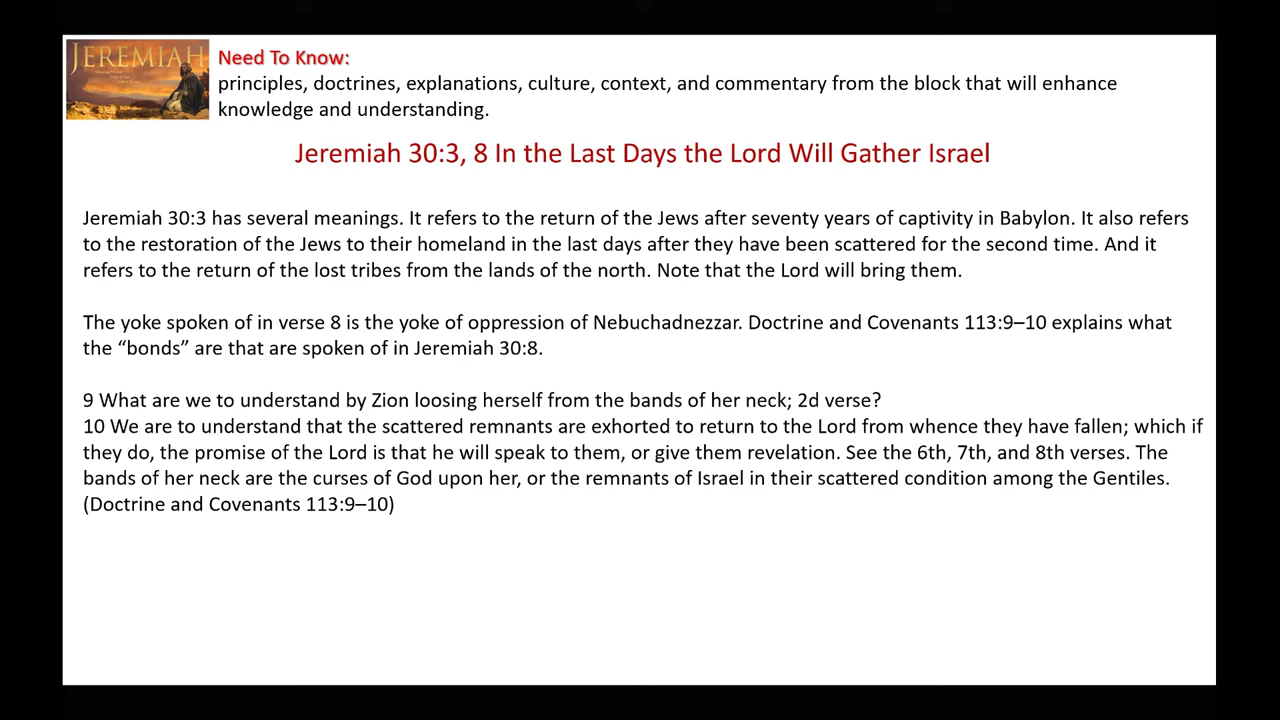 JEREMIAH
Need To Know:
principles, doctrines, explanations, culture, context, and commentary from the block that will enhance
knowledge and understanding.
Jeremiah 30:3, 8 In the Last Days the Lord Will Gather Israel
Jeremiah 30:3 has several meanings. It refers to the return of the Jews after seventy years of captivity in Babylon. It also refers
to the restoration of the Jews to their homeland in the last days after they have been scattered for the second time. And it
refers to the return of the lost tribes from the lands of the north. Note that the Lord will bring them.
The yoke spoken of in verse 8 is the yoke of oppression of Nebuchadnezzar. Doctrine and Covenants 113:9–10 explains what
the “bonds” are that are spoken of in Jeremiah 30:8.
9 What are we to understand by Zion loosing herself from the bands of her neck; 2d verse?
10 We are to understand that the scattered remnants are exhorted to return to the Lord from whence they have fallen; which if
they do, the promise of the Lord is that he will speak to them, or give them revelation. See the 6th, 7th, and 8th verses. The
bands of her neck are the curses of God upon her, or the remnants of Israel in their scattered condition among the Gentiles.
(Doctrine and Covenants 113:9–10)